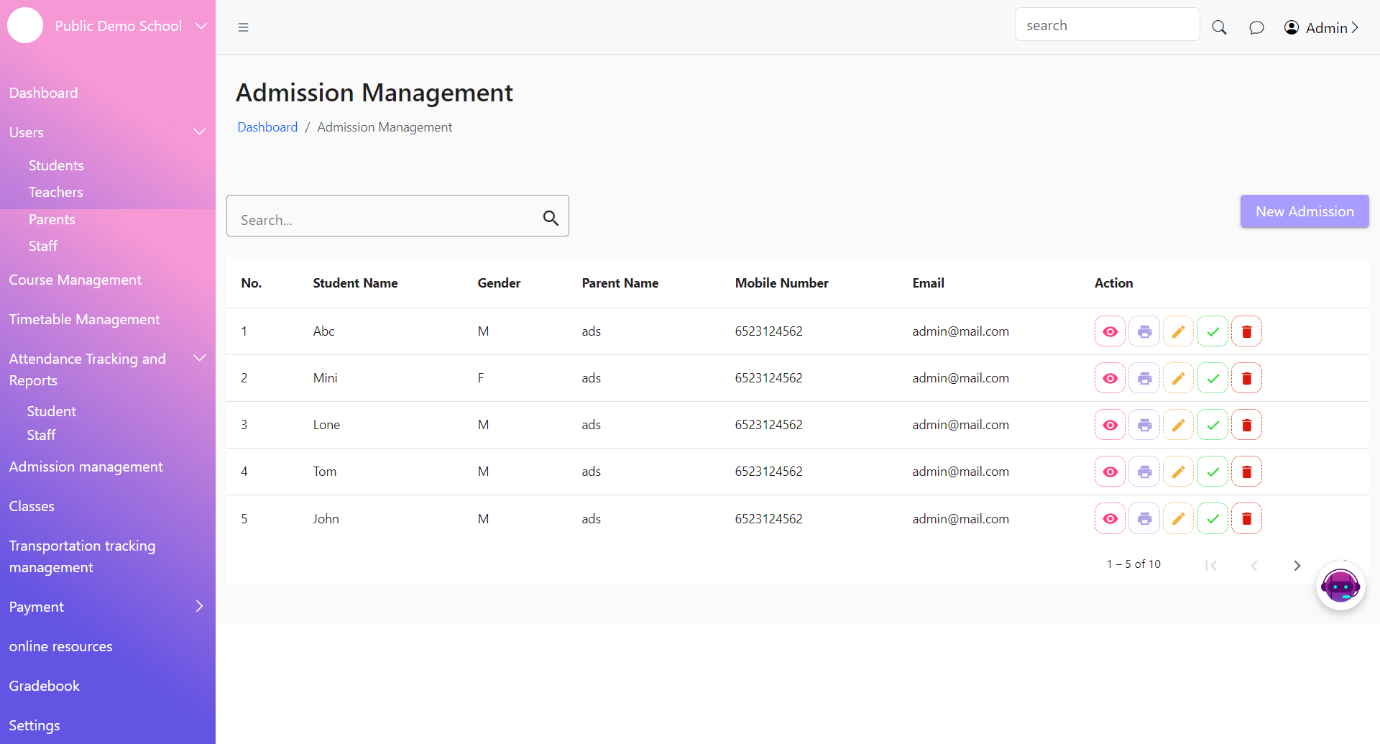 Public Demo School
search
Admin
Dashboard
Users
Students
Teachers
Parents
Staff
Course Management
Timetable Management
Attendance Tracking and
Reports
Student
Staff
Admission management
Classes
Transportation tracking
management
Payment
online resources
Gradebook
Settings
Admission Management
Dashboard / Admission Management
Search...
New Admission
No. Student Name Gender Parent Name Mobile Number Email Action
1 Abc M ads 6523124562 admin@mail.com
2 Mini F ads 6523124562 admin@mail.com
3 Lone M ads 6523124562 admin@mail.com
4 Tom M ads 6523124562 admin@mail.com
5 John M ads 6523124562 admin@mail.com
1 – 5 of 10